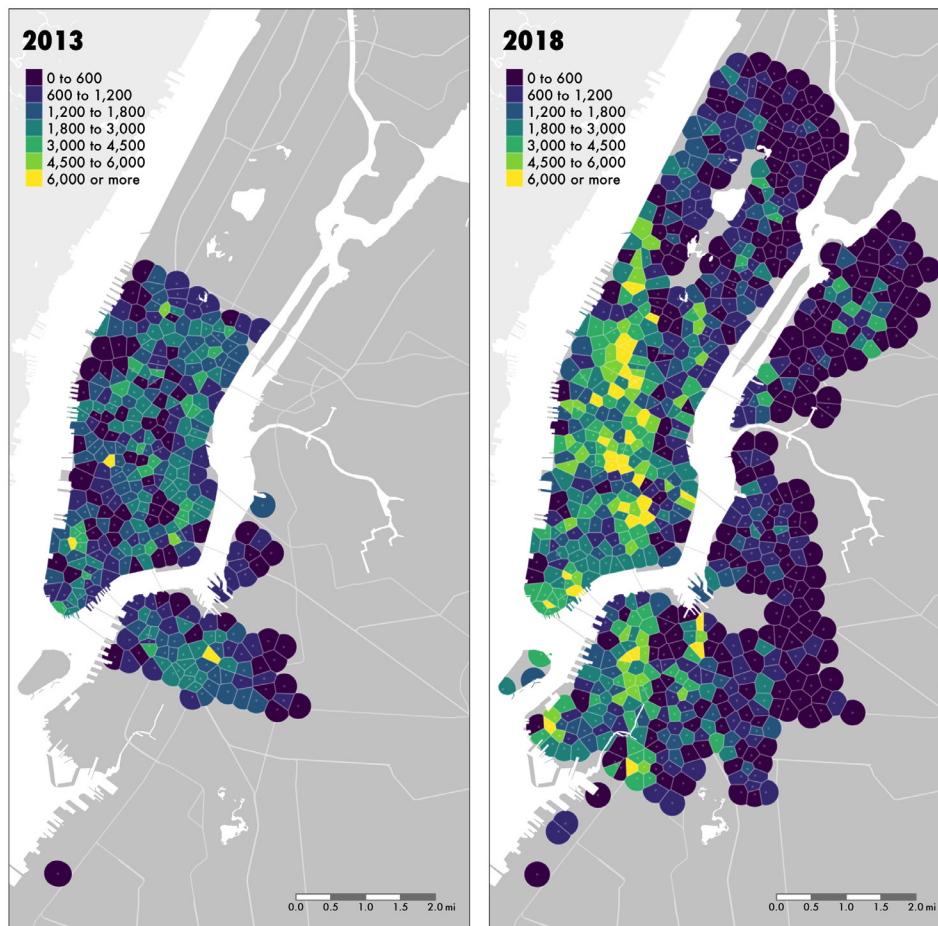 2013
0 to 600
600 to 1,200
1,200 to 1,800
1,800 to 3,000
3,000 to 4,500
4,500 to 6,000
6,000 or more
0.0 0.5 1.0 1.5 2.0 mi
2018
0 to 600
600 to 1,200
1,200 to 1,800
1,800 to 3,000
3,000 to 4,500
4,500 to 6,000
6,000 or more
0.0 0.5 1.0 1.5 2.0 mi